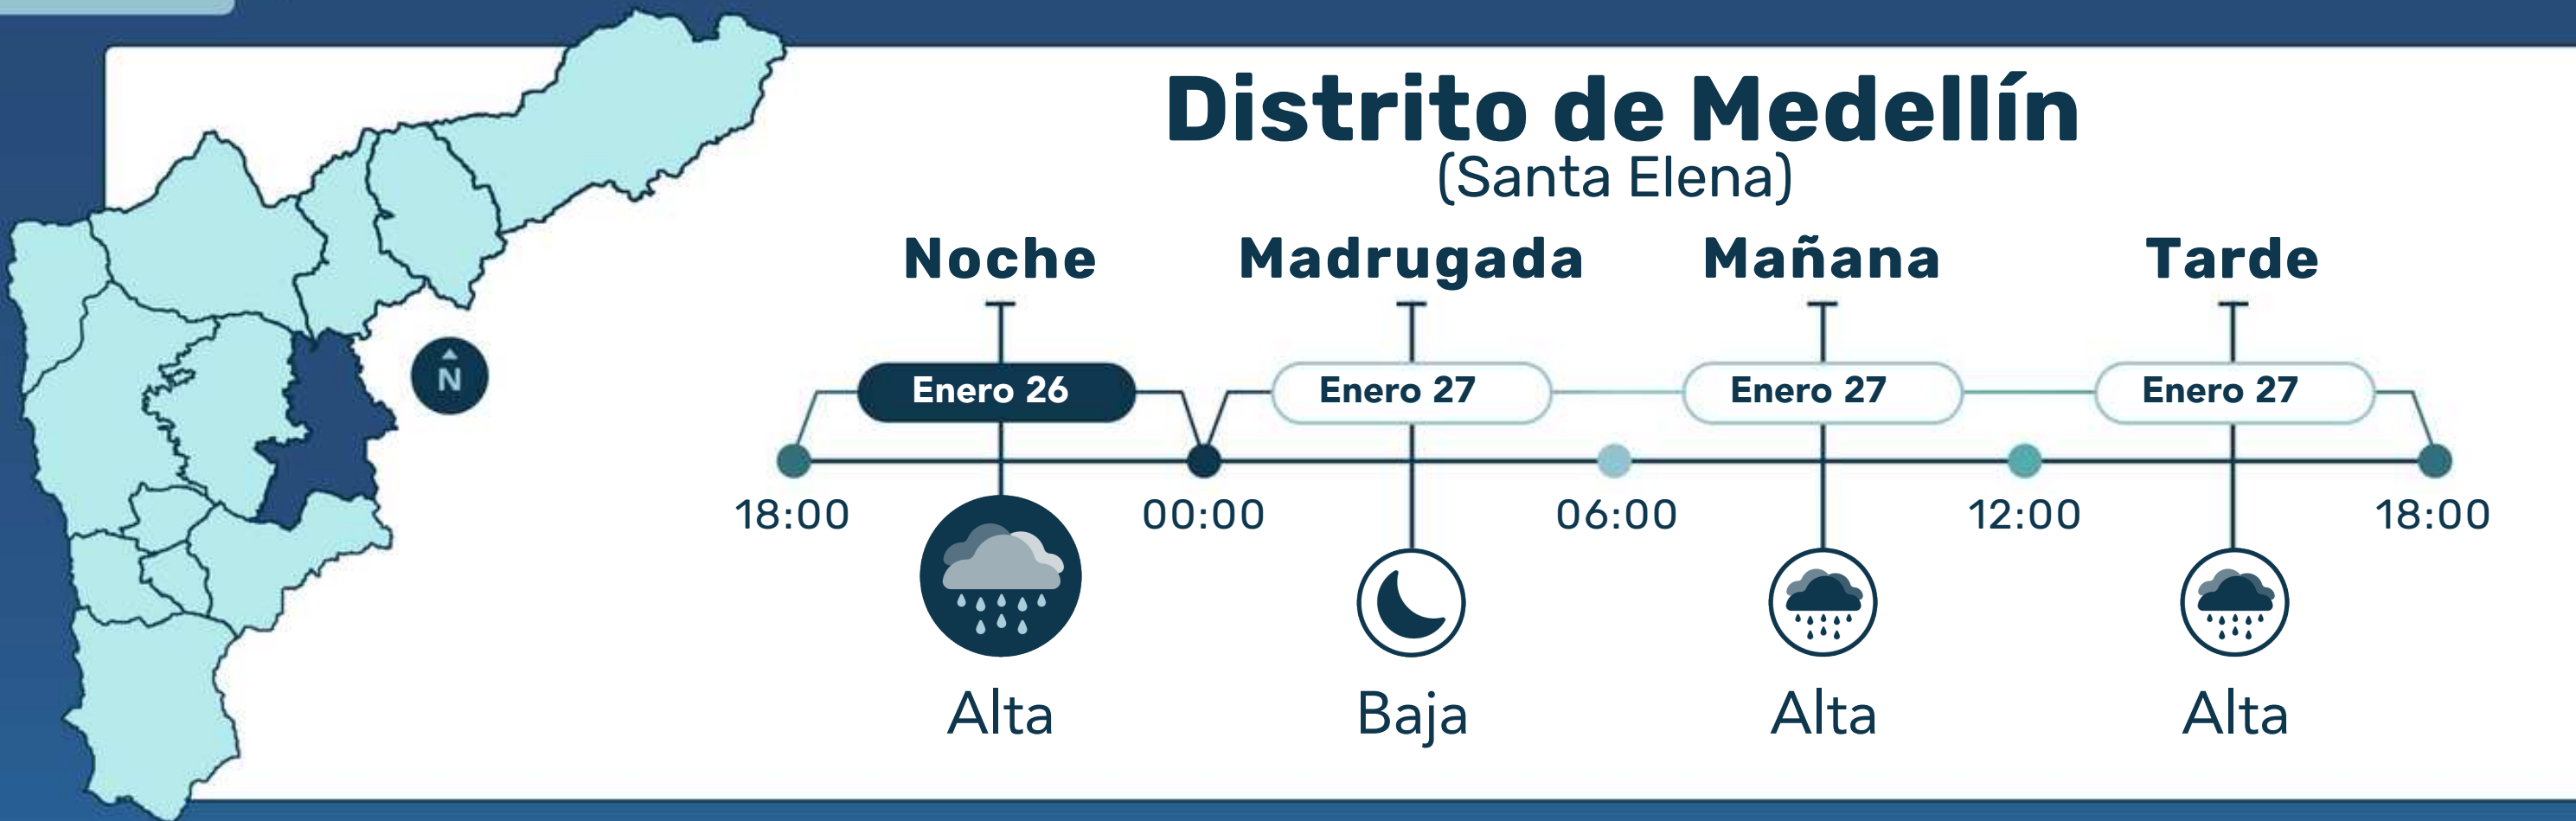 Distrito de Medellín
(Santa Elena)
Noche Madrugada Mañana Tarde
N
Enero 26 Enero 27 Enero 27 Enero 27
18:00 00:00 06:00 12:00 18:00
Alta Baja Alta Alta